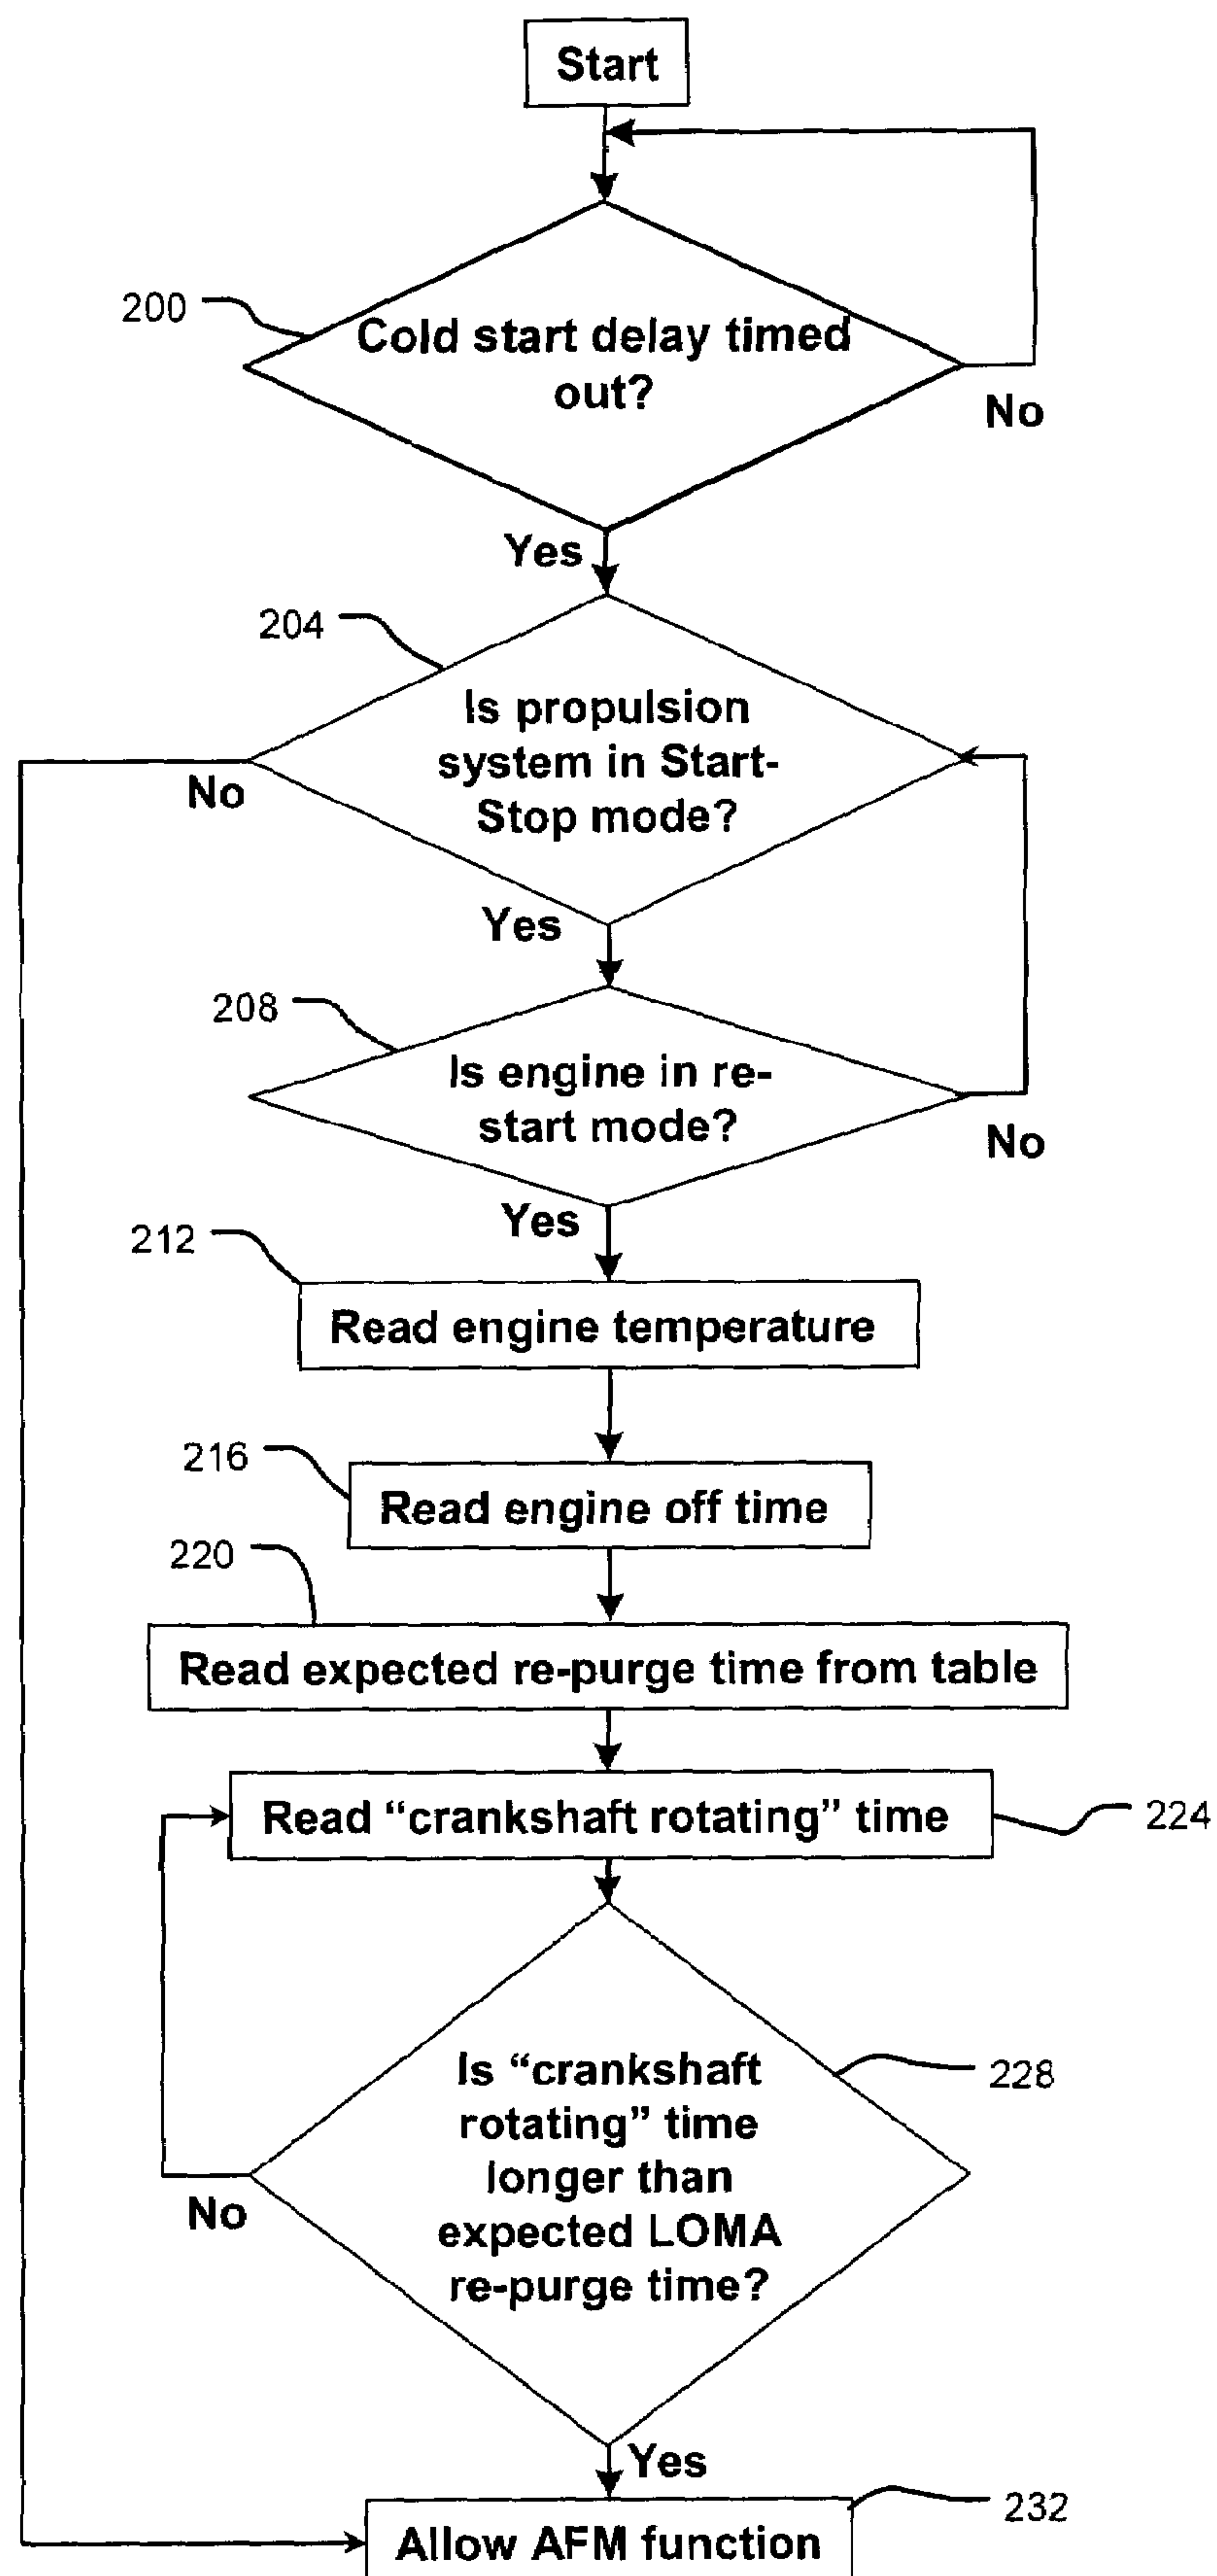 Start
200
Cold start delay timed
out?
No
Yes
204
Is propulsion
system in Start-
Stop mode?
No
Yes
208
Is engine in re-
start mode?
No
Yes
212
Read engine temperature
216
Read engine off time
220
Read expected re-purge time from table
Read “crankshaft rotating” time
224
Is “crankshaft
rotating” time
longer than
expected LOMA
re-purge time?
228
No
Yes
232
Allow AFM function